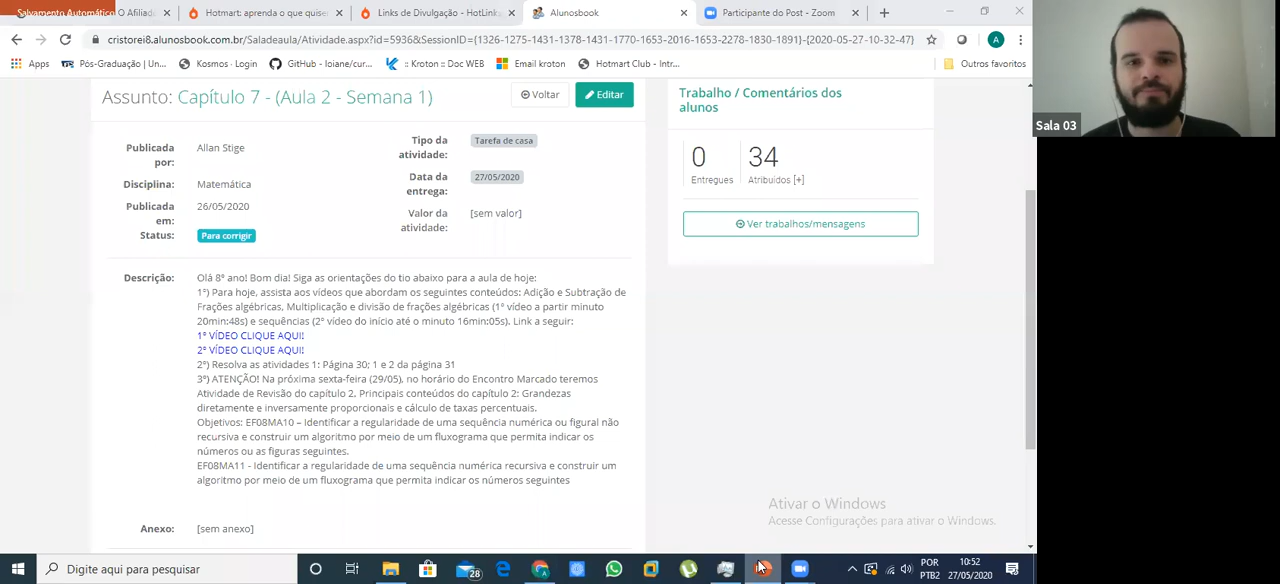 Salvamento Automático
O Afiliad
Hotmart: aprenda o que quise
Links de Divulgação - HotLink
Alunosbook
Participante do Post - Zoom
cristorei8.alunosbook.com.br/Saladeaula/Atividade.aspx?id=5936&SessionID={1326-1275-1431-1378-1431-1770-1653-2016-1653-2278-1830-1891}-{2020-05-27-10-32-47}
A
Apps
Pós-Graduação | Un...
Kosmos · Login
GitHub - loiane/cur...
:: Kroton :: Doc WEB
Email kroton
Hotmart Club - Intr...
Outros favoritos
Assunto: Capítulo 7 - (Aula 2 - Semana 1)
Voltar
Editar
Publicada por:
Allan Stige
Disciplina:
Matemática
Publicada em:
26/05/2020
Status:
Para corrigir
Tipo da atividade:
Tarefa de casa
Data da entrega:
27/05/2020
Valor da atividade:
[sem valor]
Descrição:
Olá 8º ano! Bom dia! Siga as orientações do tio abaixo para a aula de hoje:
1º) Para hoje, assista aos vídeos que abordam os seguintes conteúdos: Adição e Subtração de
Frações algébricas, Multiplicação e divisão de frações algébricas (1º vídeo a partir minuto
20min:48s) e sequências (2º vídeo do início até o minuto 16min:05s). Link a seguir:
1º VÍDEO CLIQUE AQUI!
2º VÍDEO CLIQUE AQUI!
2º) Resolva as atividades 1: Página 30; 1 e 2 da página 31
3º) ATENÇÃO! Na próxima sexta-feira (29/05), no horário do Encontro Marcado teremos
Atividade de Revisão do capítulo 2. Principais conteúdos do capítulo 2: Grandezas
diretamente e inversamente proporcionais e cálculo de taxas percentuais.
Objetivos: EF08MA10 – Identificar a regularidade de uma sequência numérica ou figural não
recursiva e construir um algoritmo por meio de um fluxograma que permita indicar os
números ou as figuras seguintes.
EF08MA11 - Identificar a regularidade de uma sequência numérica recursiva e construir um
algoritmo por meio de um fluxograma que permita indicar os números seguintes
Anexo:
[sem anexo]
Trabalho / Comentários dos
alunos
0
Entregues
34
Atribuídos [+]
Ver trabalhos/mensagens
Sala 03
Ativar o Windows
Acesse Configurações para ativar o Windows.
Digite aqui para pesquisar
28
POR
PTB2
10:52
27/05/2020